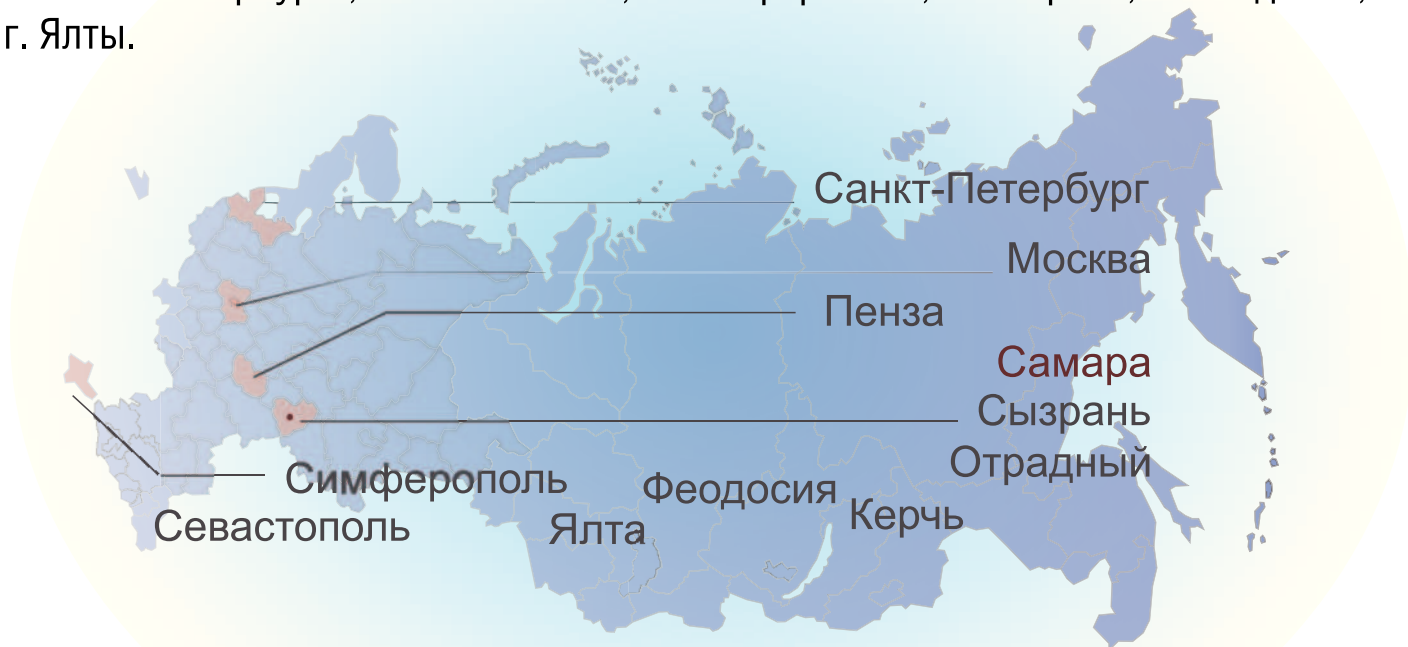 г. Ялты.
Санкт-Петербург
Москва
Пенза
Самара
Сызрань
Отрадный
Симферополь
Феодосия
Керчь
Севастополь
Ялта